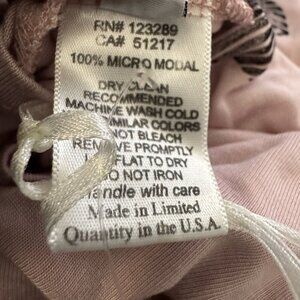 RN# 123289
CA# 51217
100% MICRO MODAL
DRY CLEAN
RECOMMENDED
MACHINE WASH COLD
SIMILAR COLORS
DO NOT BLEACH
REMOVE PROMPTLY
FLAT TO DRY
DO NOT IRON
Handle with care
Made in Limited
Quantity in the U.S.A